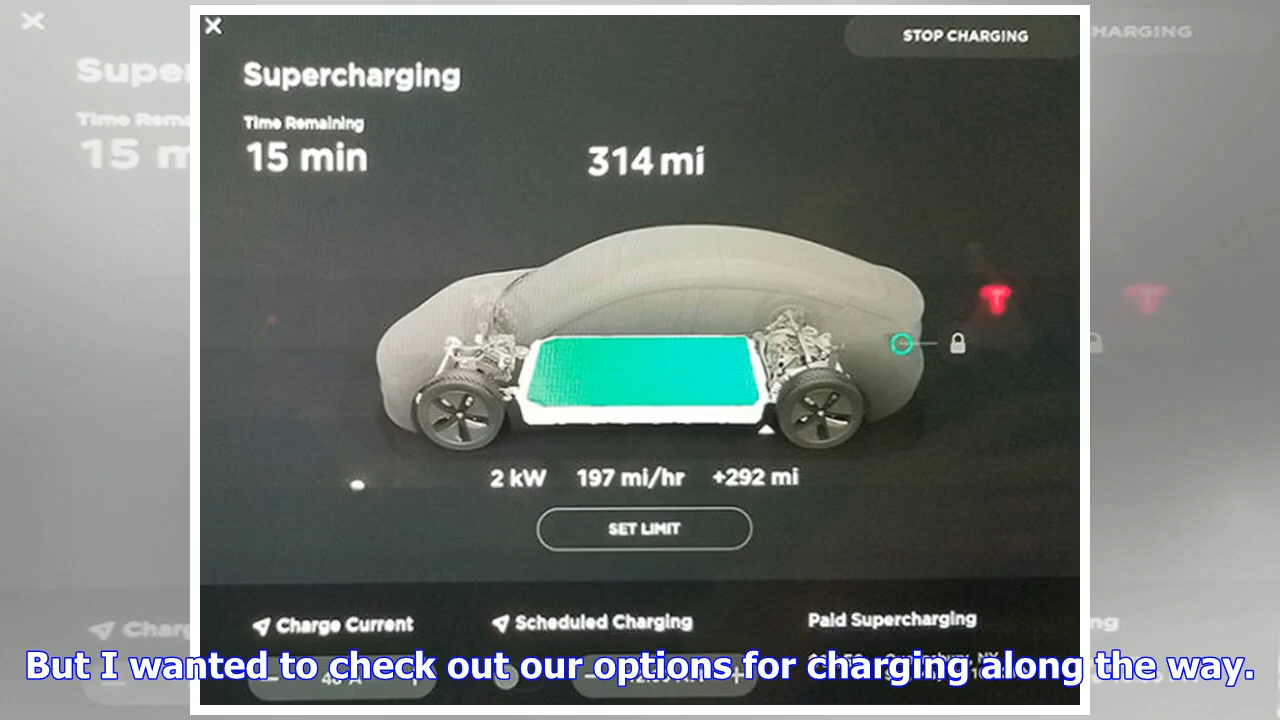 STOP CHARGING
Supercharging
Time Remaining
15 min
314 mi
2 kW 197 mi/hr +292 mi
SET LIMIT
Charge Current
Scheduled Charging
Paid Supercharging
But I wanted to check out our options for charging along the way.